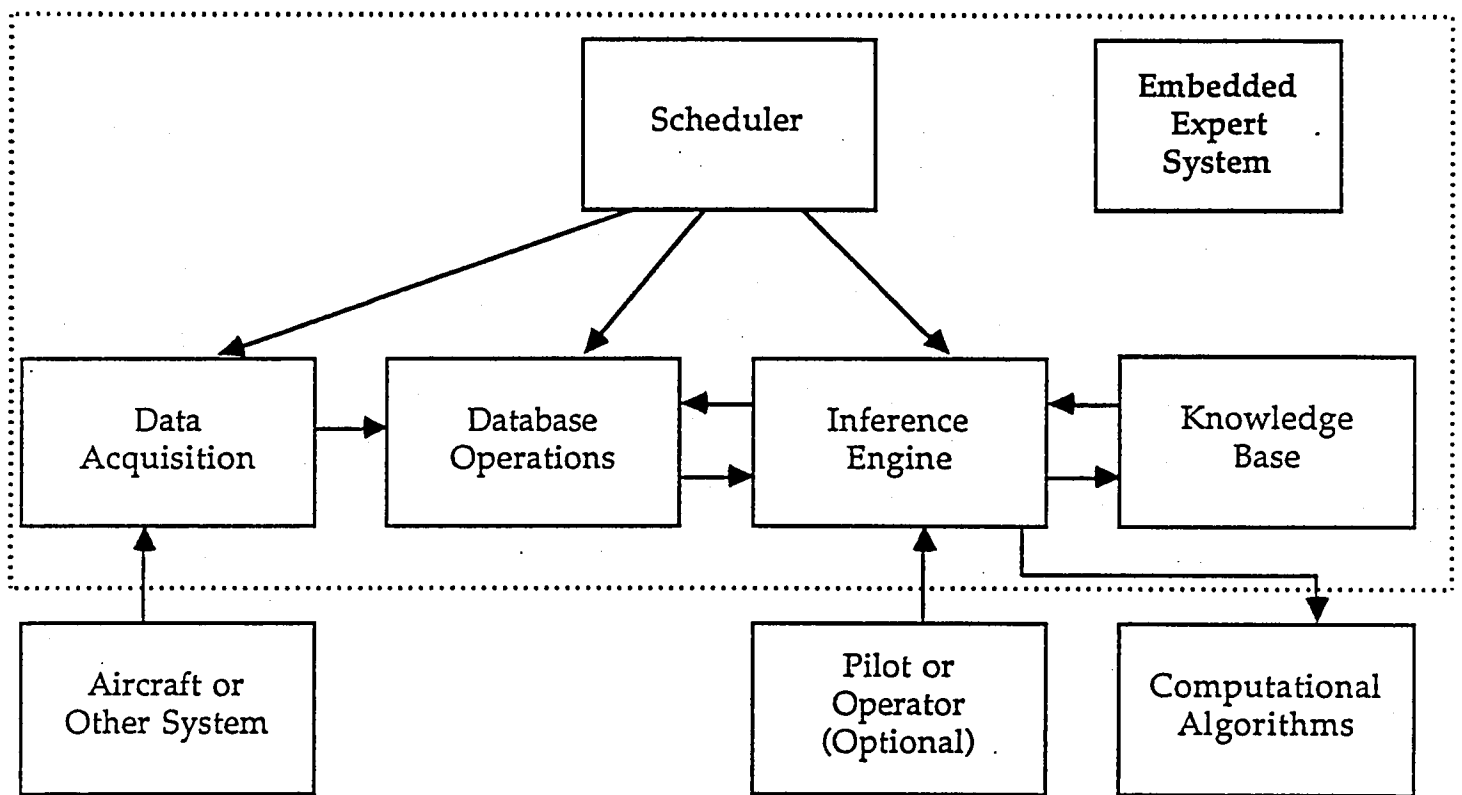 Scheduler
Embedded
Expert
System
Data
Acquisition
Database
Operations
Inference
Engine
Knowledge
Base
Aircraft or
Other System
Pilot or
Operator
(Optional)
Computational
Algorithms